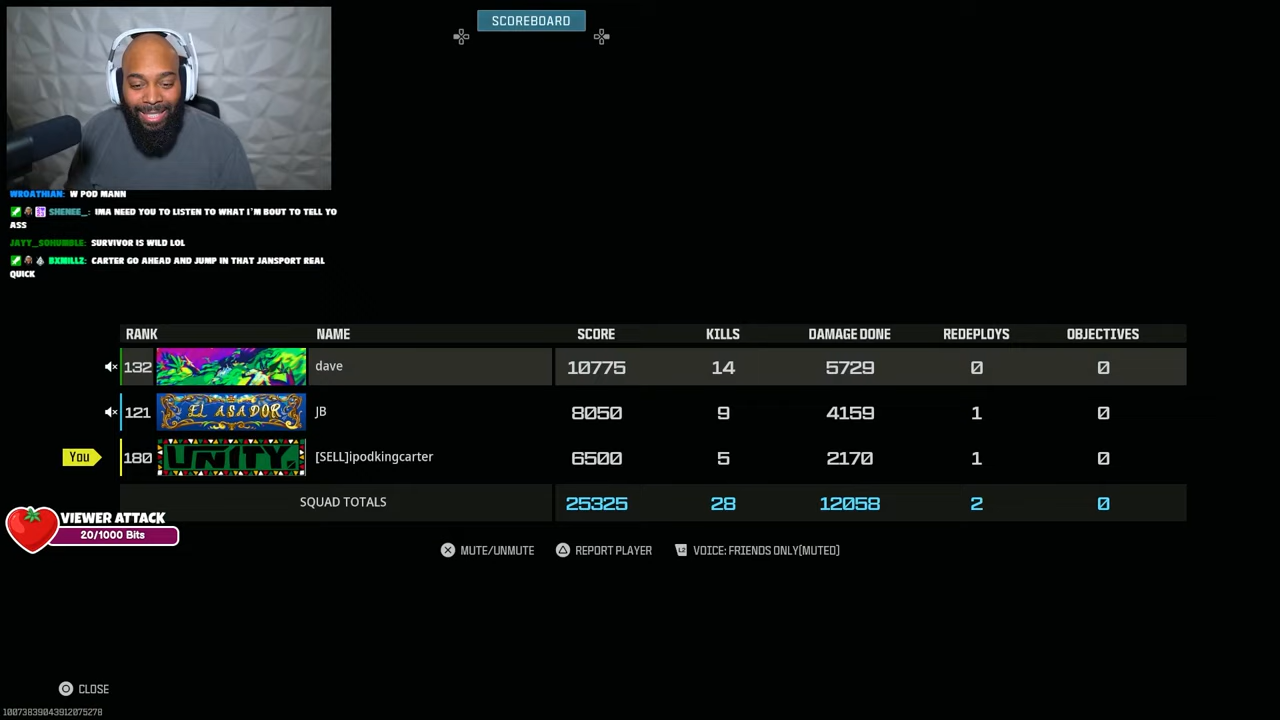 SCOREBOARD
WROATHIAN: W POD MANN
SHENEE_: IMA NEED YOU TO LISTEN TO WHAT I'M BOUT TO TELL YO
ASS
JAYY_SOHUMBLE: SURVIVOR IS WILD LOL
BXMILLZ: CARTER GO AHEAD AND JUMP IN THAT JANSPORT REAL
QUICK
RANK NAME SCORE KILLS DAMAGE DONE REDEPLOYS OBJECTIVES
132 dave 10775 14 5729 0 0
121 EL ASADOR JB 8050 9 4159 1 0
You 180 UNITY [SELL]ipodkingcarter 6500 5 2170 1 0
SQUAD TOTALS 25325 28 12058 2 0
VIEWER ATTACK
20/1000 Bits
MUTE/UNMUTE REPORT PLAYER L2 VOICE: FRIENDS ONLY(MUTED)
CLOSE
10073839043912075278